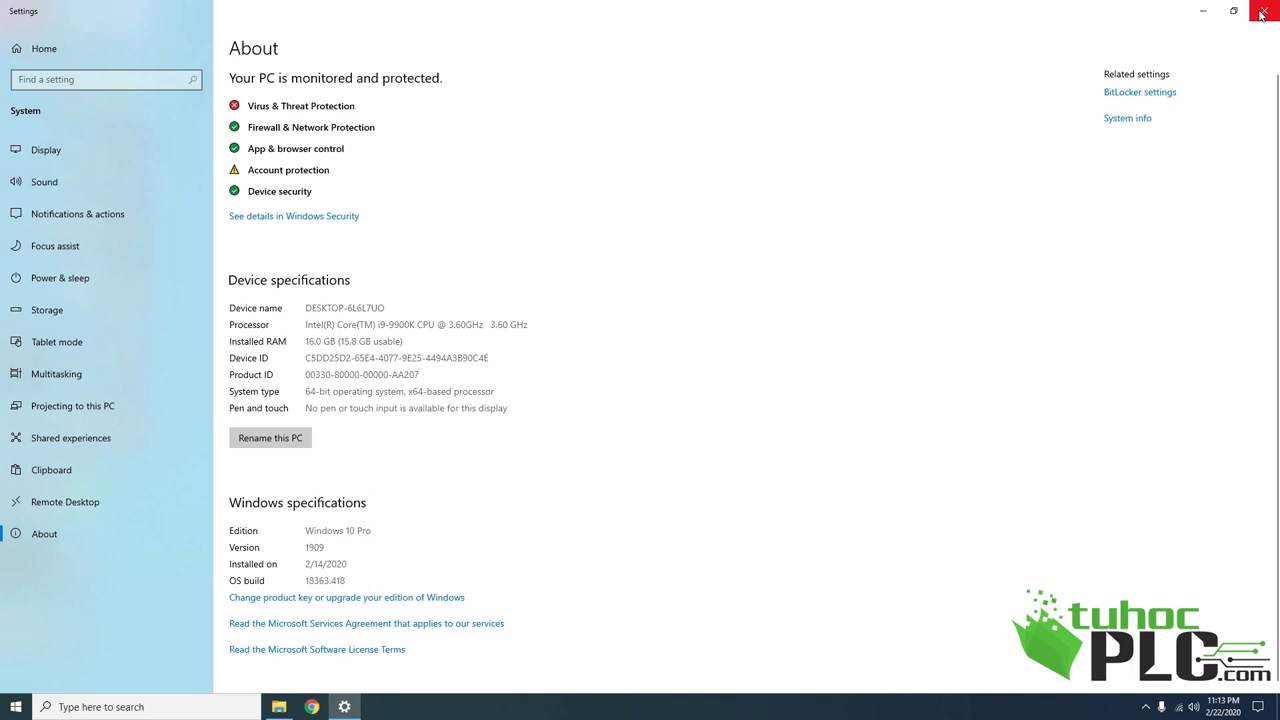 Settings
Home
Find a setting
System
Display
Sound
Notifications & actions
Focus assist
Power & sleep
Storage
Tablet mode
Multitasking
Projecting to this PC
Shared experiences
Clipboard
Remote Desktop
About
About
Your PC is monitored and protected.
Virus & Threat Protection
Firewall & Network Protection
App & browser control
Account protection
Device security
See details in Windows Security
Device specifications
Device name DESKTOP-6L6L7UO
Processor Intel(R) Core(TM) i9-9900K CPU @ 3.60GHz 3.60 GHz
Installed RAM 16.0 GB (15.8 GB usable)
Device ID C5DD25D2-65E4-4077-9E25-4494A3B90C4E
Product ID 00330-80000-00000-AA207
System type 64-bit operating system, x64-based processor
Pen and touch No pen or touch input is available for this display
Rename this PC
Windows specifications
Edition Windows 10 Pro
Version 1909
Installed on 2/14/2020
OS build 18363.418
Change product key or upgrade your edition of Windows
Read the Microsoft Services Agreement that applies to our services
Read the Microsoft Software License Terms
Related settings
BitLocker settings
System info
tuhoc
PLC.com
Type here to search
11:13 PM
2/22/2020